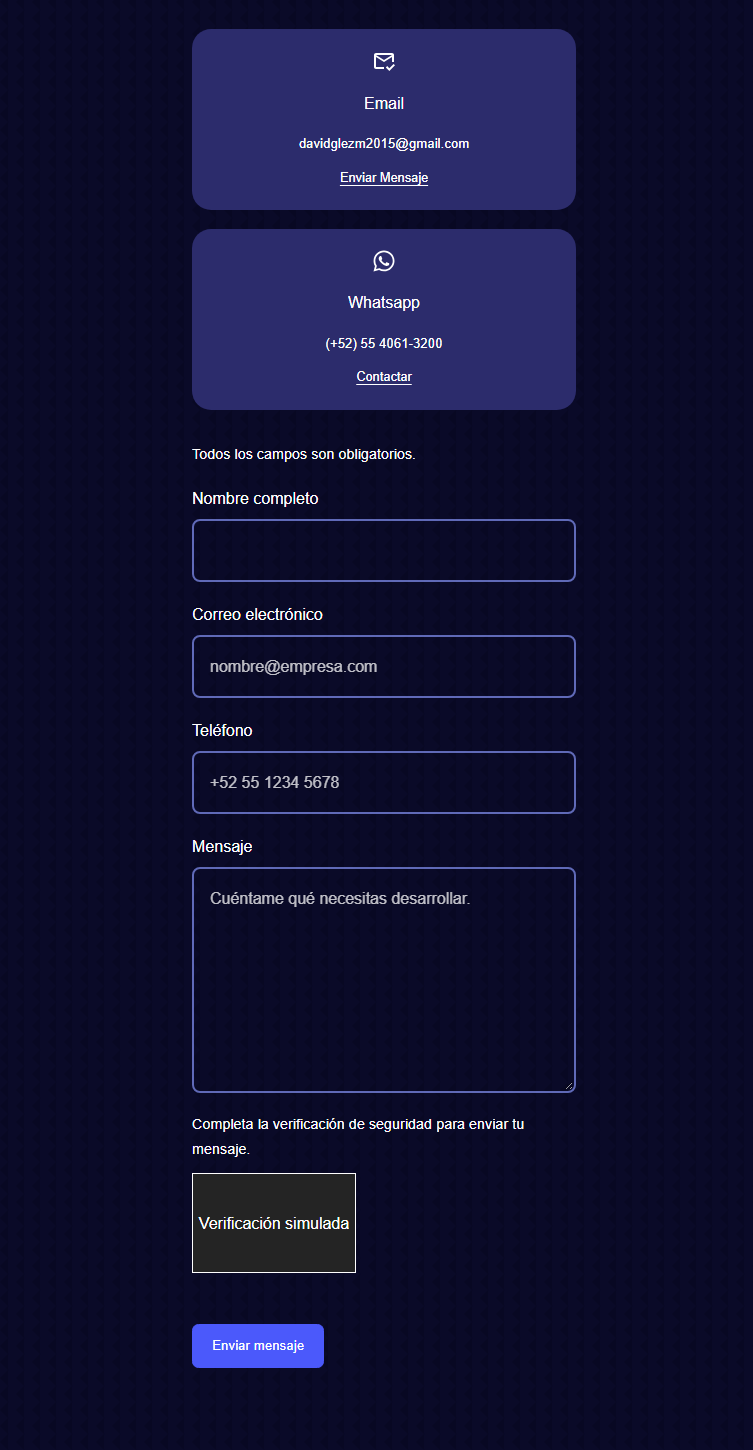 Email
davidglezm2015@gmail.com
Enviar Mensaje
Whatsapp
(+52) 55 4061-3200
Contactar
Todos los campos son obligatorios.
Nombre completo
Correo electrónico
nombre@empresa.com
Teléfono
+52 55 1234 5678
Mensaje
Cuéntame qué necesitas desarrollar.
Completa la verificación de seguridad para enviar tu
mensaje.
Verificación simulada
Enviar mensaje